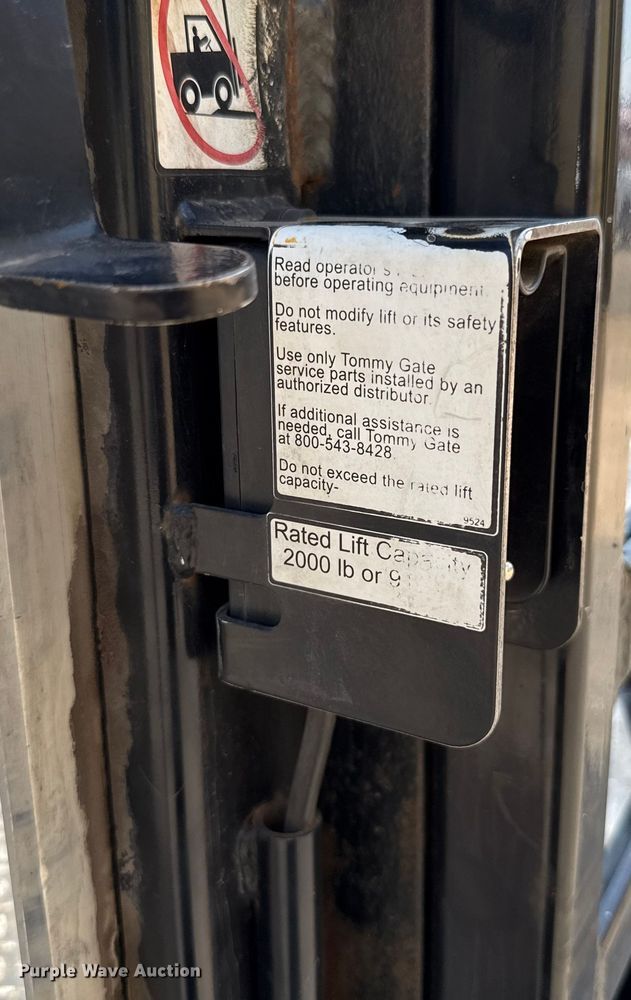 Read operator's
before operating equipment.
Do not modify lift or its safety
features.
Use only Tommy Gate
service parts installed by an
authorized distributor.
If additional assistance is
needed, call Tommy Gate
at 800-543-8428.
Do not exceed the rated lift
capacity-
9524
Rated Lift Capacity
2000 lb or 9
Purple Wave Auction